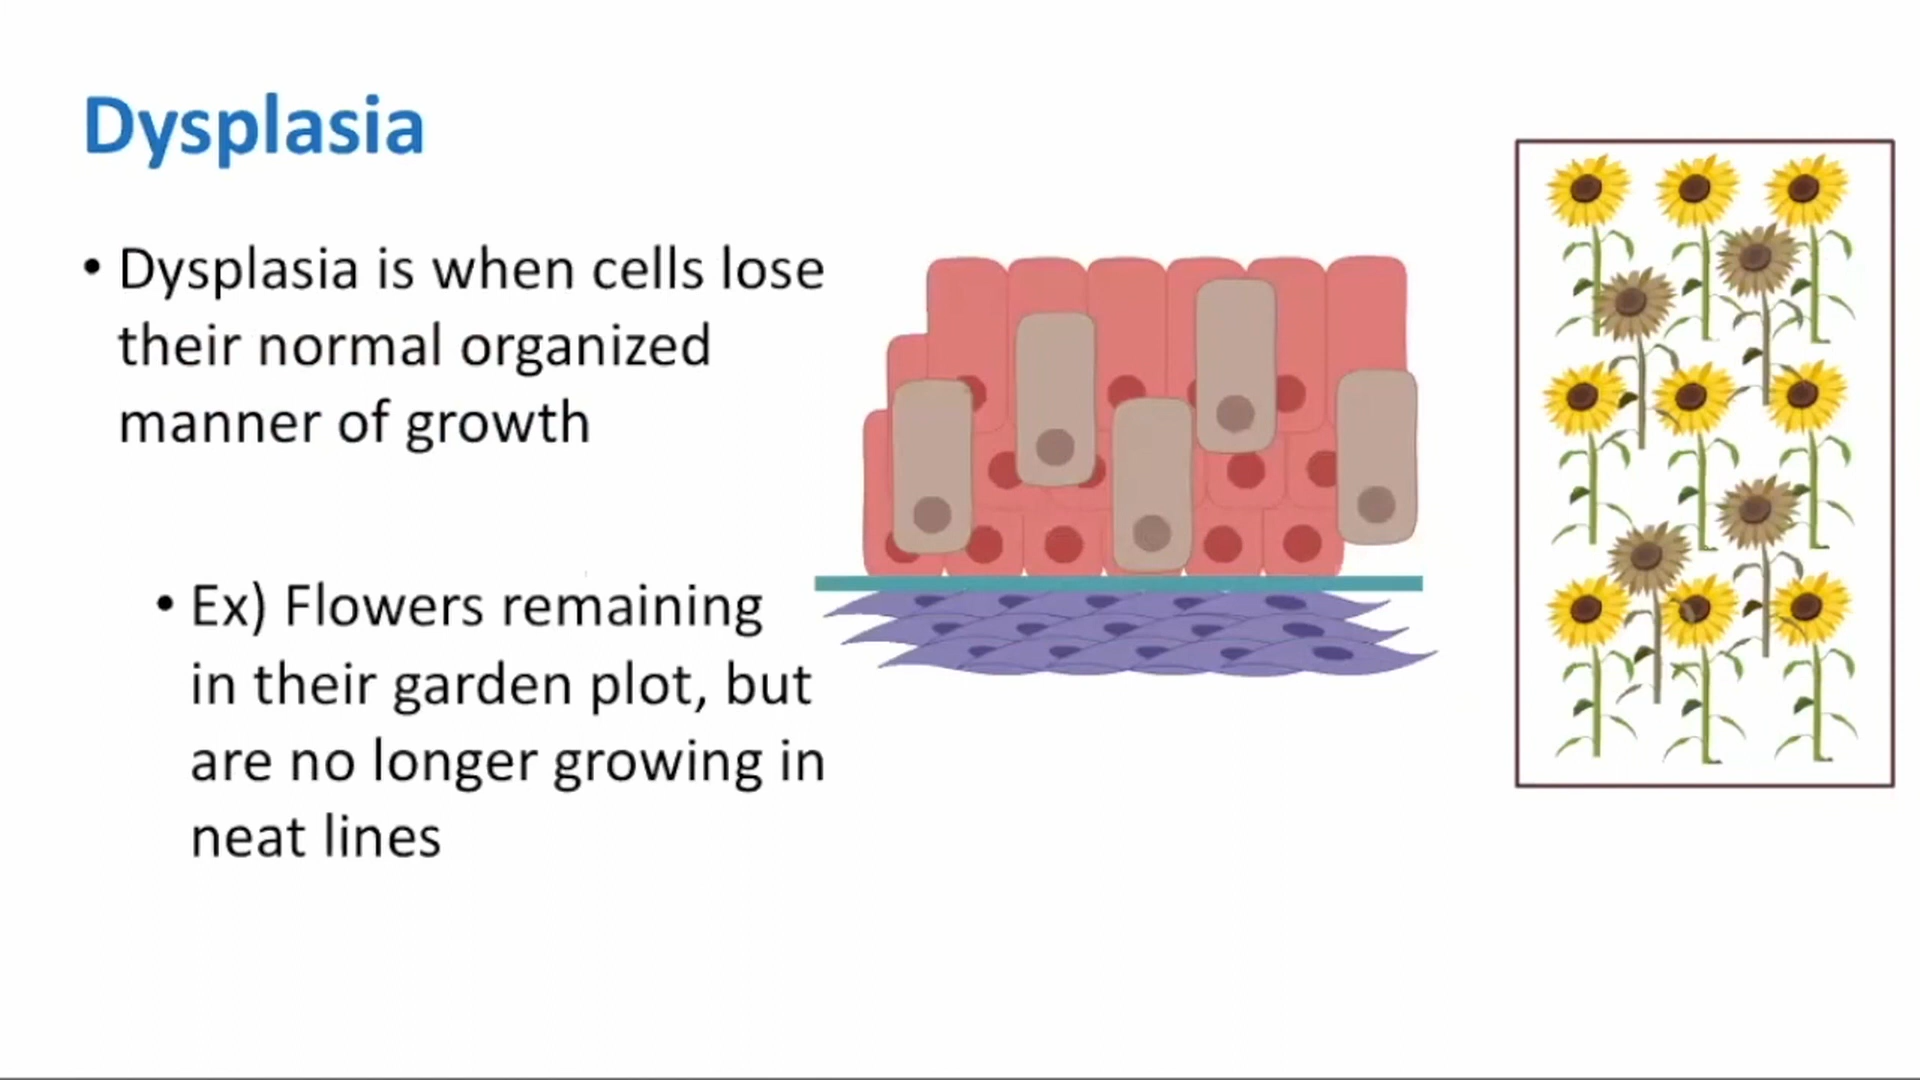 Dysplasia
• Dysplasia is when cells lose
their normal organized
manner of growth
• Ex) Flowers remaining
in their garden plot, but
are no longer growing in
neat lines